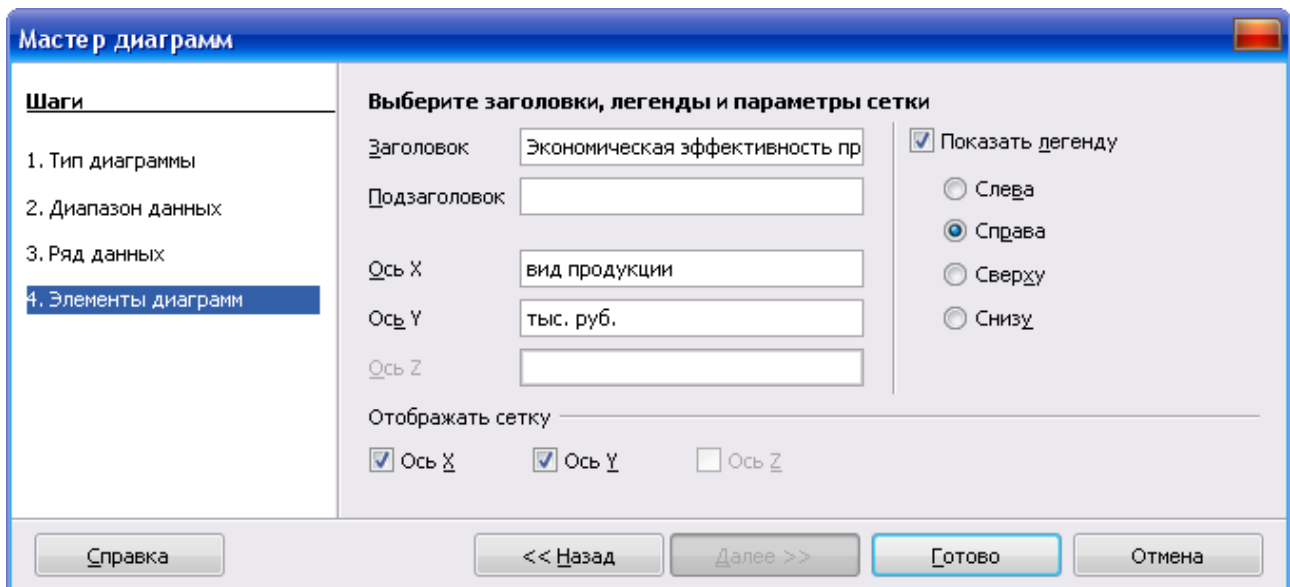 Мастер диаграмм
Шаги
1. Тип диаграммы
2. Диапазон данных
3. Ряд данных
4. Элементы диаграмм
Выберите заголовки, легенды и параметры сетки
Заголовок
Экономическая эффективность пр
Подзаголовок
Ось X
вид продукции
Ось Y
тыс. руб.
Ось Z
Показать легенду
Слева
Справа
Сверху
Снизу
Отображать сетку
Ось X
Ось Y
Ось Z
Справка
<< Назад
Далее >>
Готово
Отмена